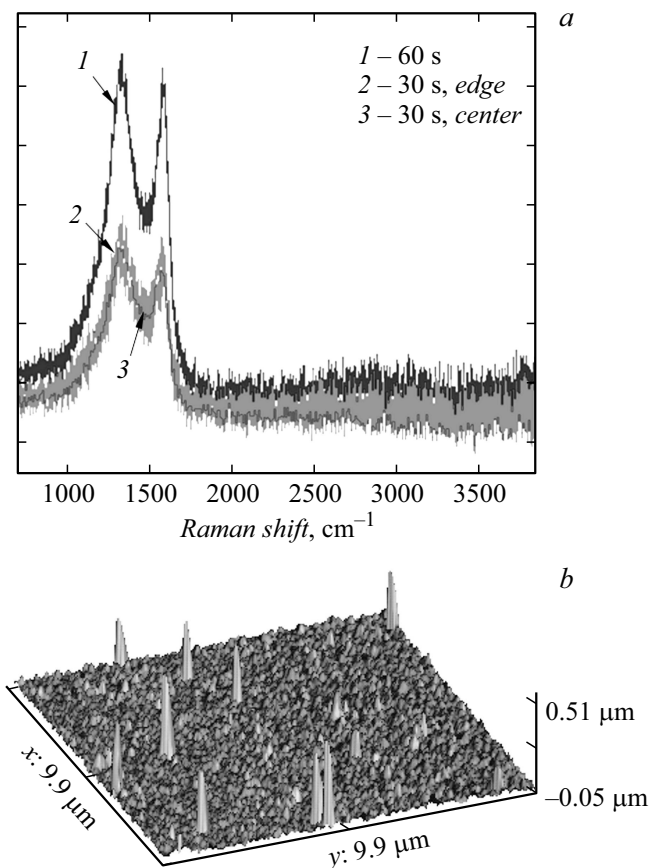 a
1 – 60 s
2 – 30 s, edge
3 – 30 s, center
1
2
3
1000 1500 2000 2500 3000 3500
Raman shift, cm–1
b
0.51 μm
–0.05 μm
x: 9.9 μm
y: 9.9 μm